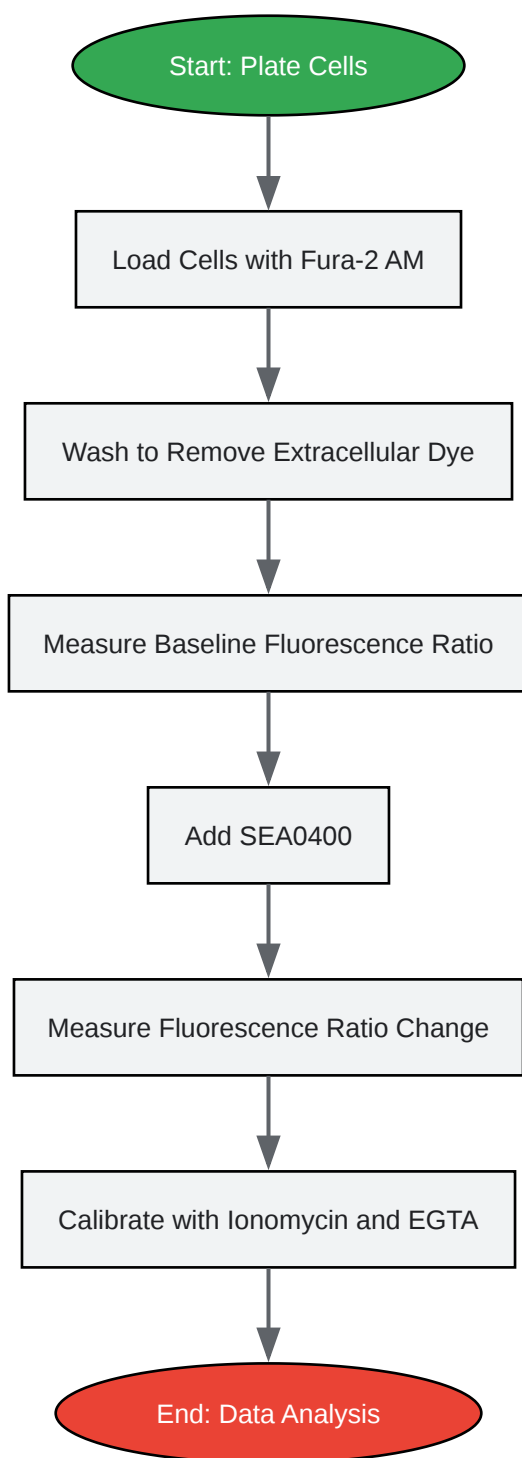 Start: Plate Cells
Load Cells with Fura-2 AM
Wash to Remove Extracellular Dye
Measure Baseline Fluorescence Ratio
Add SEA0400
Measure Fluorescence Ratio Change
Calibrate with Ionomycin and EGTA
End: Data Analysis